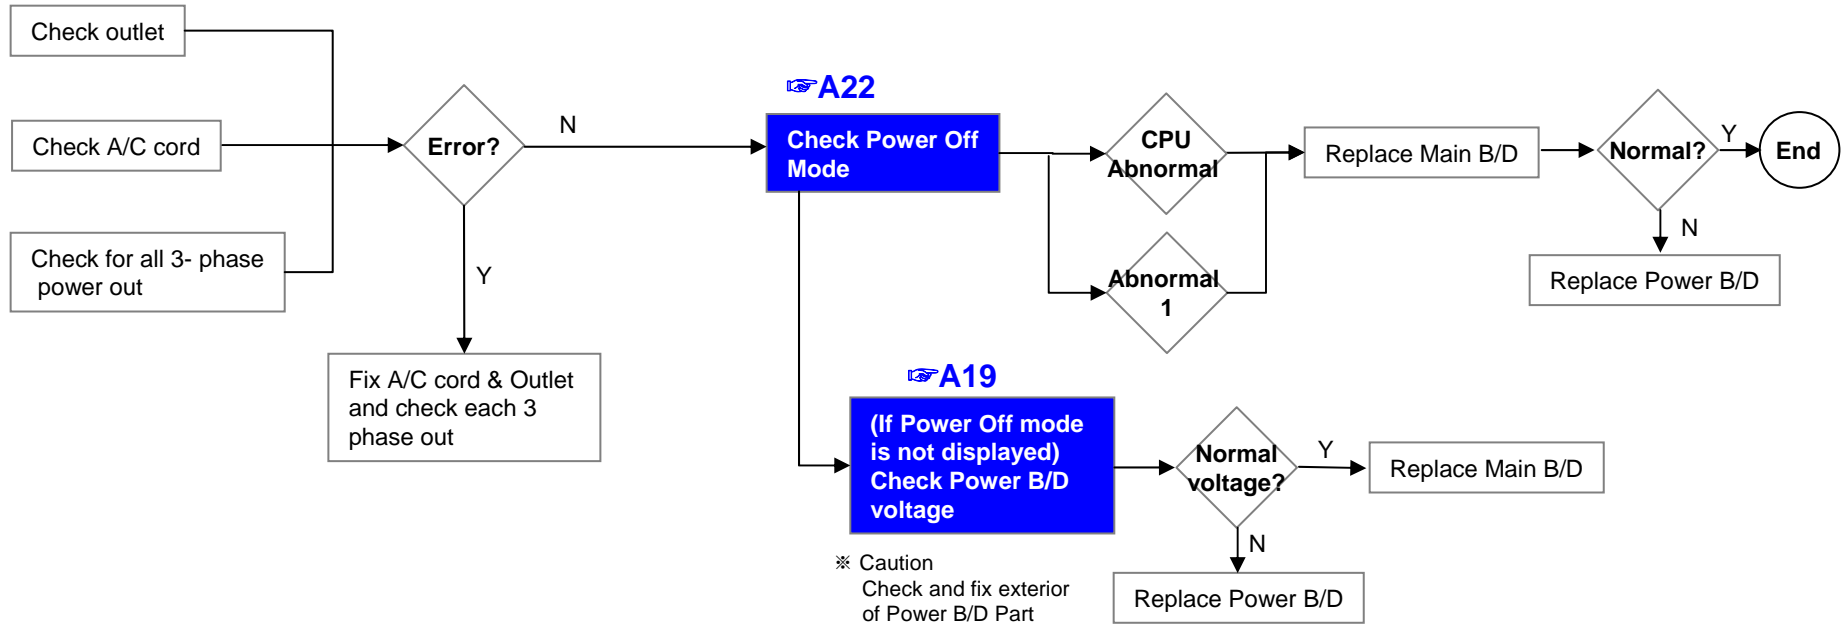 Check outlet
Check A/C cord
Check for all 3- phase
power out
Error?
N
Y
Fix A/C cord & Outlet
and check each 3
phase out
☞A22
Check Power Off
Mode
CPU
Abnormal
Abnormal
1
Replace Main B/D
Normal?
Y
End
N
Replace Power B/D
☞A19
(If Power Off mode
is not displayed)
Check Power B/D
voltage
※ Caution
Check and fix exterior
of Power B/D Part
Normal
voltage?
Y
Replace Main B/D
N
Replace Power B/D